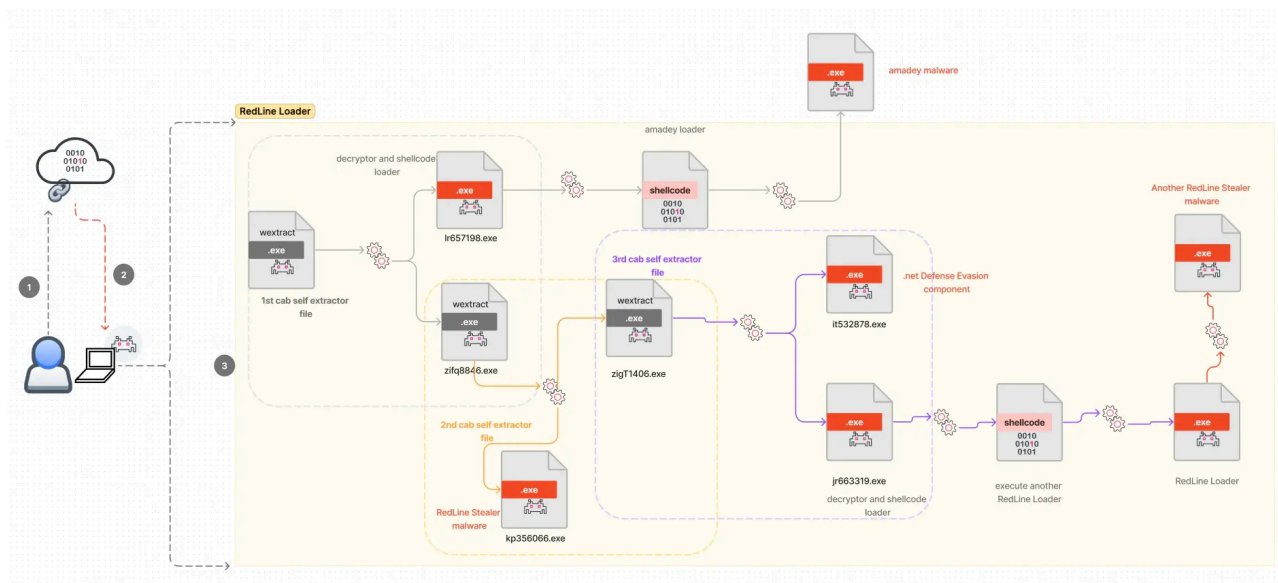 RedLine Loader
.exe
amadey malware
amadey loader
0010
01010
0101
decryptor and shellcode
loader
.exe
lr657198.exe
shellcode
0010
01010
0101
Another RedLine Stealer
malware
.exe
wextract
.exe
1st cab self extractor
file
1
2
3
3rd cab self extractor
file
wextract
.exe
zifq8846.exe
wextract
.exe
zigT1406.exe
.exe
it532878.exe
.net Defense Evasion
component
2nd cab self extractor
file
.exe
kp356066.exe
RedLine Stealer
malware
.exe
jr663319.exe
decryptor and shellcode
loader
shellcode
0010
01010
0101
execute another
RedLine Loader
.exe
RedLine Loader